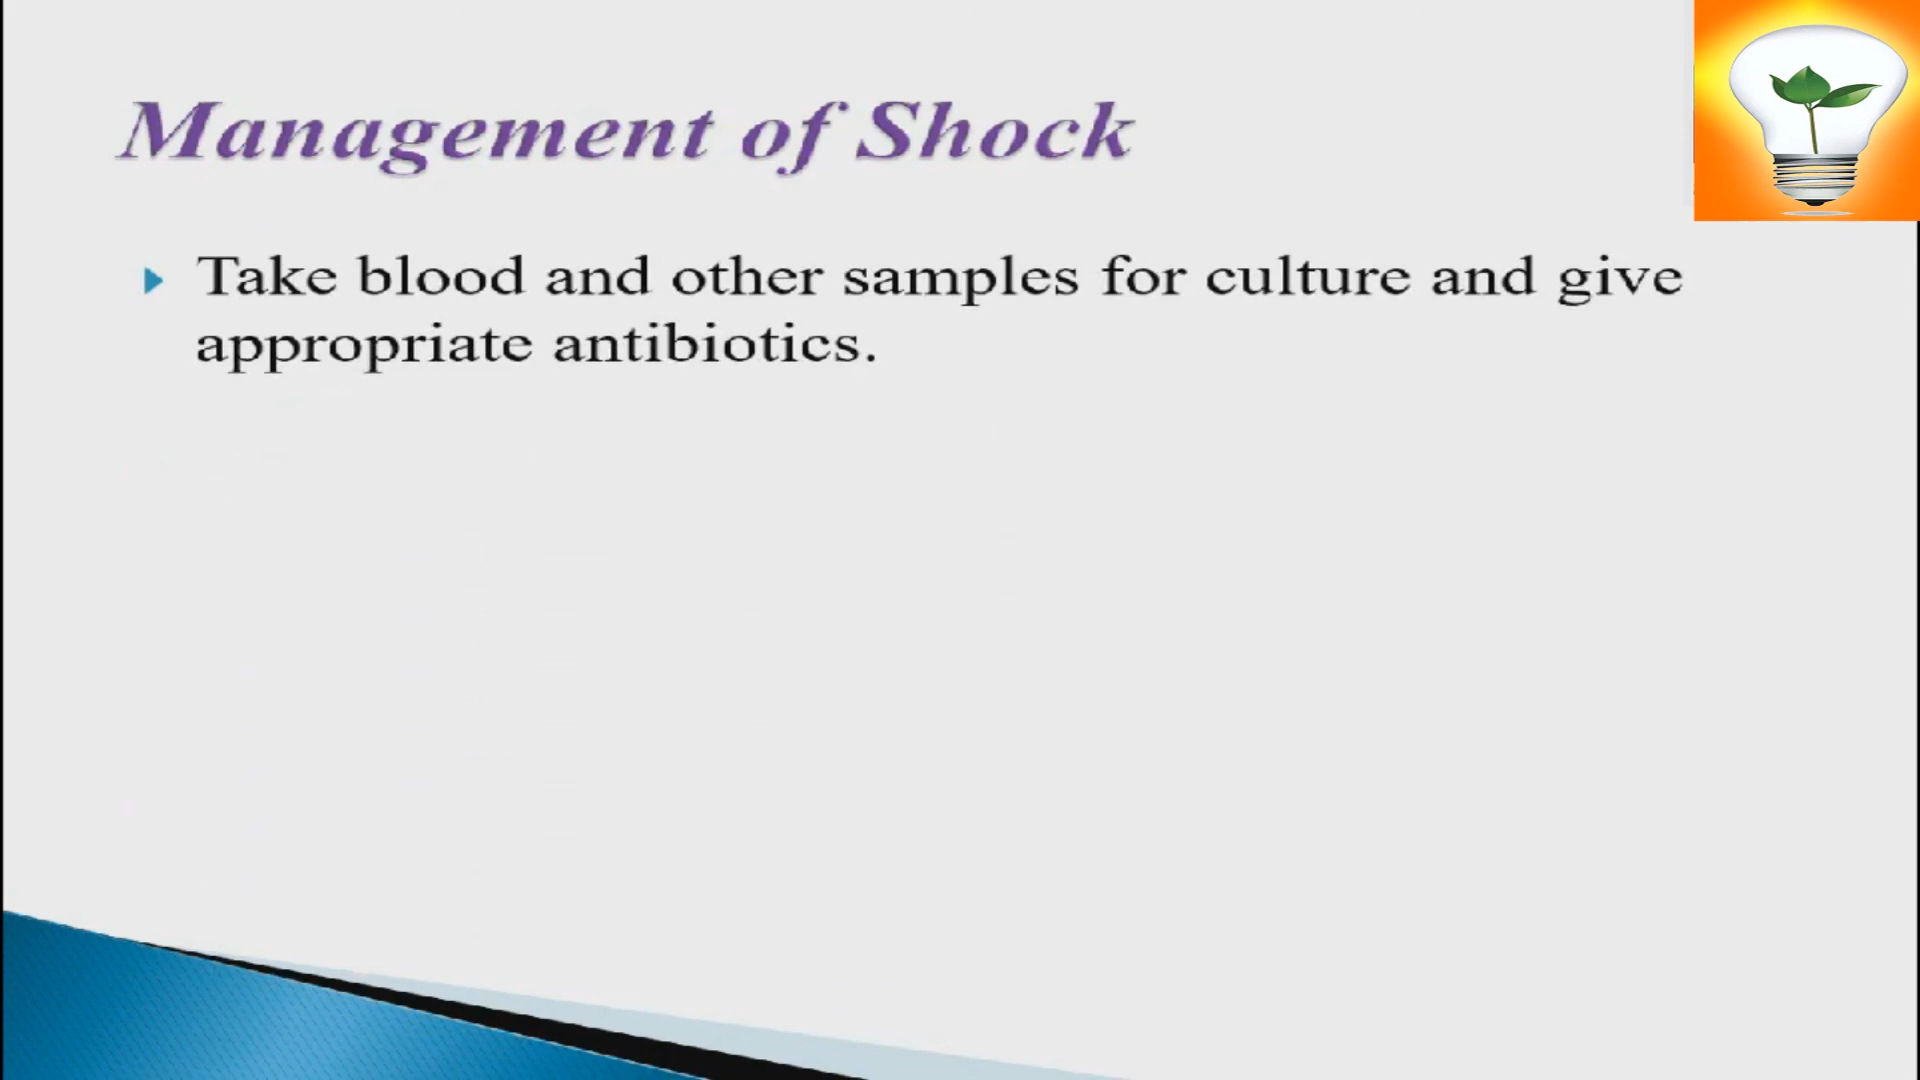 Management of Shock
Take blood and other samples for culture and give
appropriate antibiotics.